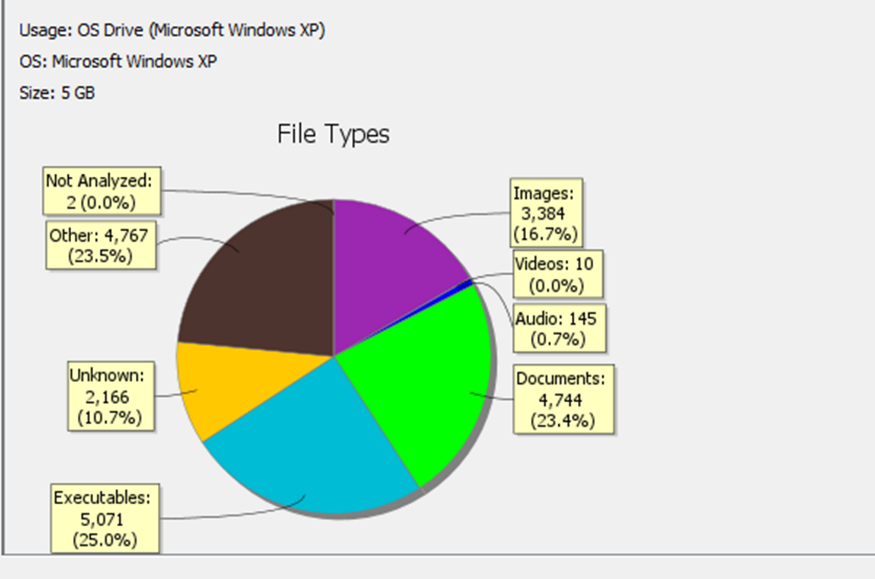 Usage: OS Drive (Microsoft Windows XP)
OS: Microsoft Windows XP
Size: 5 GB
File Types
Not Analyzed:
2 (0.0%)
Other: 4,767
(23.5%)
Unknown:
2,166
(10.7%)
Executables:
5,071
(25.0%)
Images:
3,384
(16.7%)
Videos: 10
(0.0%)
Audio: 145
(0.7%)
Documents:
4,744
(23.4%)